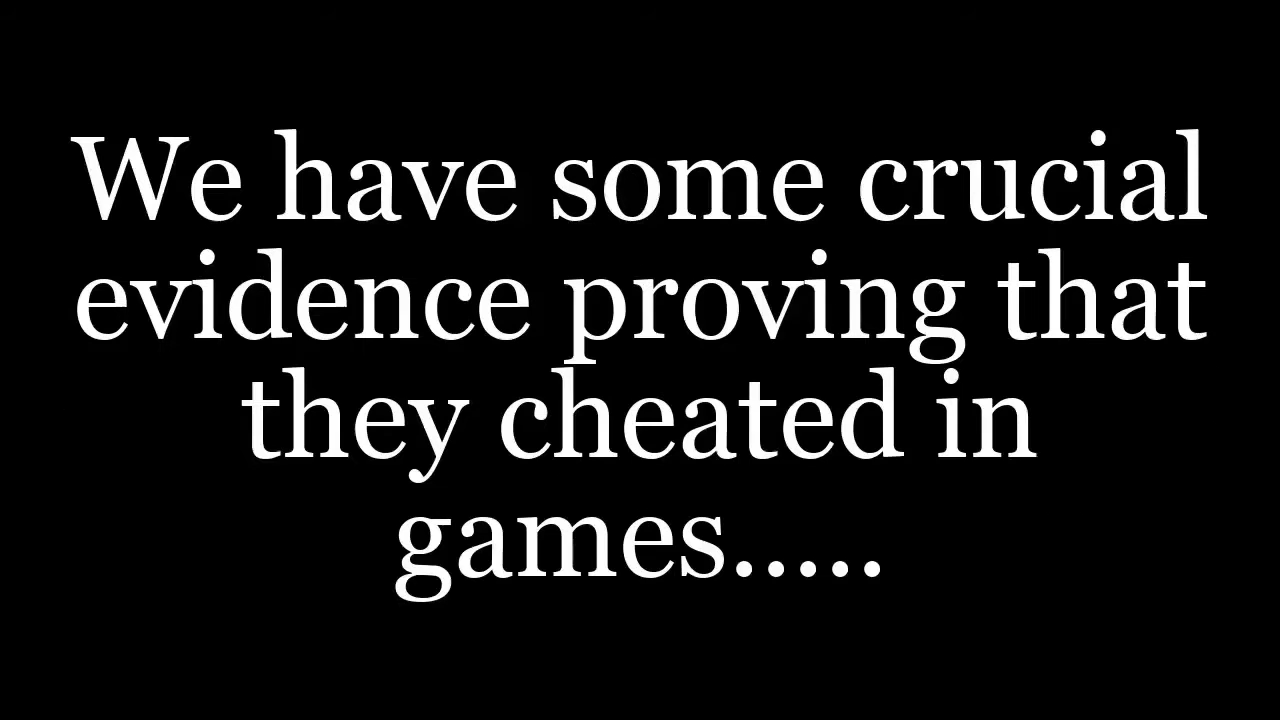 We have some crucial
evidence proving that
they cheated in
games.....